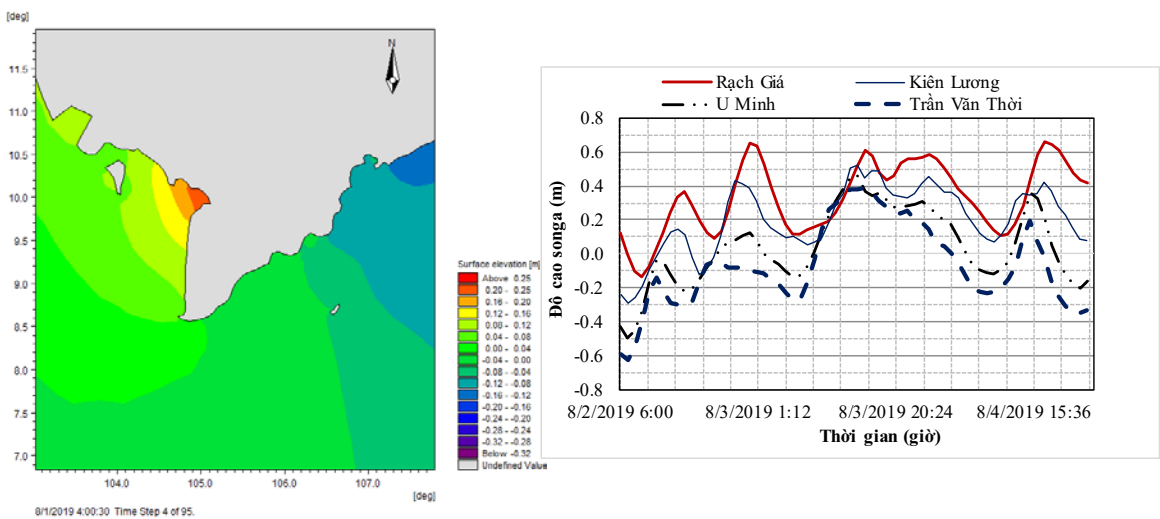 [deg]
N
11.5
11.0
10.5
10.0
9.5
9.0
8.5
8.0
7.5
7.0
104.0 105.0 106.0 107.0
[deg]
8/1/2019 4:00:30 Time Step 4 of 95.
Surface elevation [m]
Above 0.25
0.20 - 0.25
0.16 - 0.20
0.12 - 0.16
0.08 - 0.12
0.04 - 0.08
0.00 - 0.04
-0.04 - 0.00
-0.08 - -0.04
-0.12 - -0.08
-0.16 - -0.12
-0.20 - -0.16
-0.24 - -0.20
-0.28 - -0.24
-0.32 - -0.28
Below -0.32
Undefined Value
Rạch Giá Kiên Lương
U Minh Trần Văn Thời
0.8
0.6
0.4
0.2
0.0
-0.2
-0.4
-0.6
-0.8
Đô cao songa (m)
8/2/2019 6:00 8/3/2019 1:12 8/3/2019 20:24 8/4/2019 15:36
Thời gian (giờ)